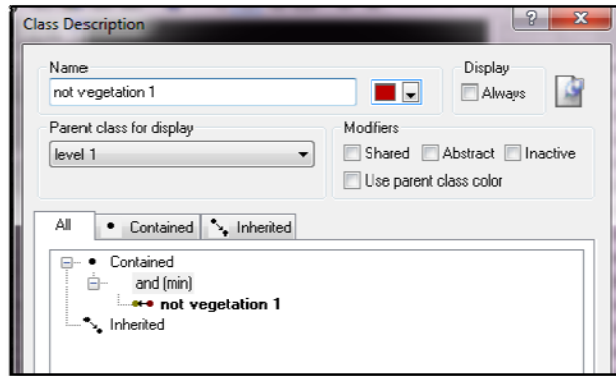 Class Description
Name
not vegetation 1
Display
Always
Parent class for display
level 1
Modifiers
Shared Abstract Inactive
Use parent class color
All Contained Inherited
Contained
and (min)
not vegetation 1
Inherited